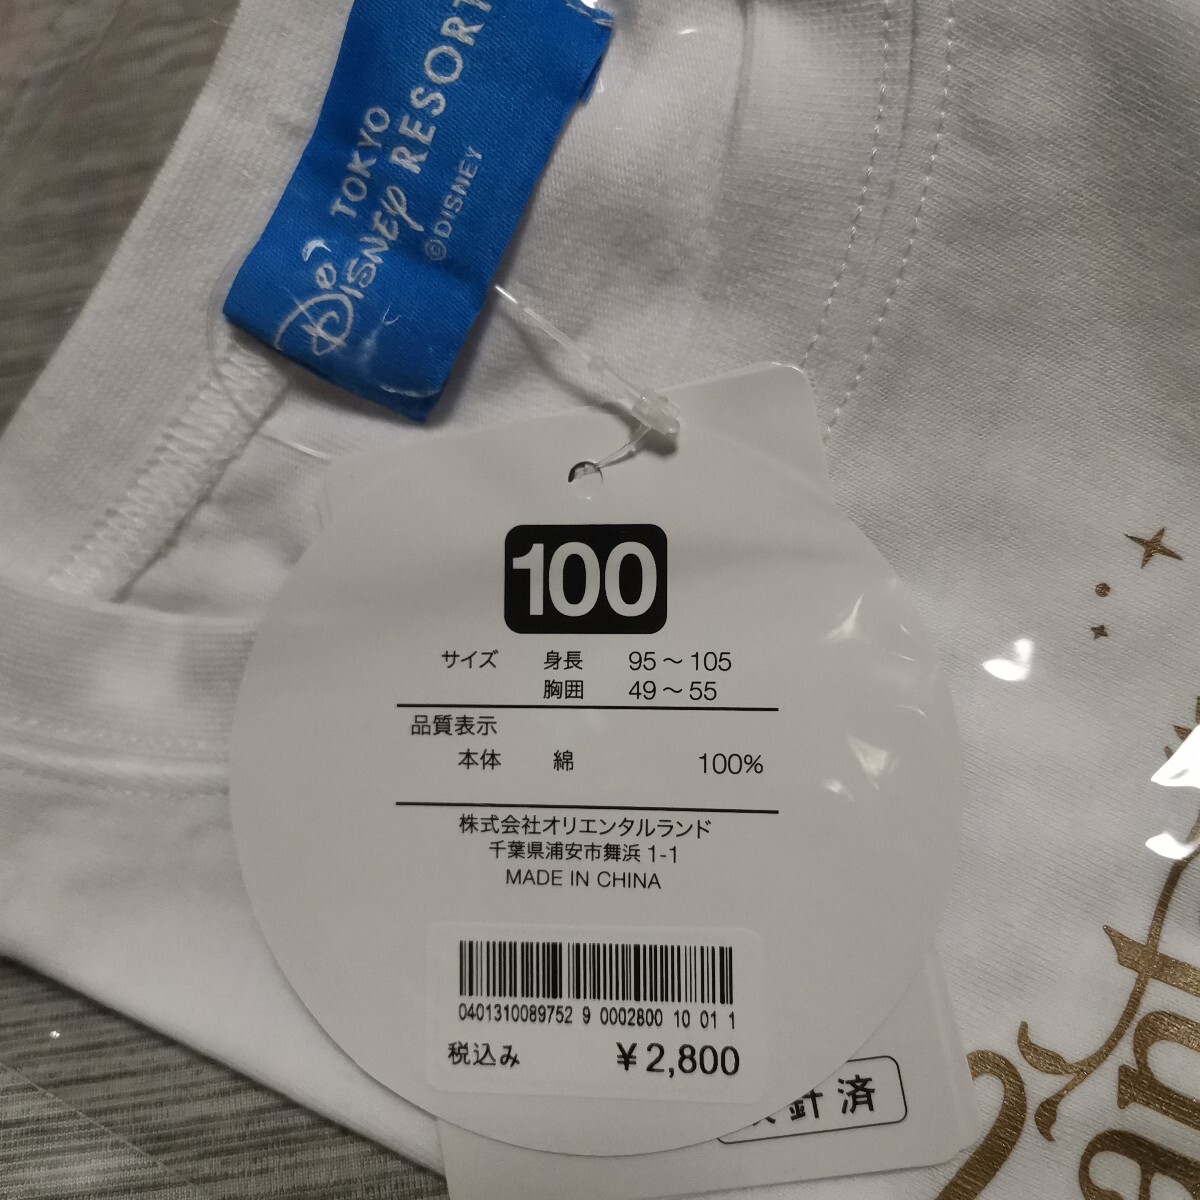 TOKYO
Disney RESORT
©DISNEY
100
サイズ 身長 95～105
胸囲 49～55
品質表示
本体 綿 100%
株式会社オリエンタルランド
千葉県浦安市舞浜1-1
MADE IN CHINA
0401310089752 9 0002800 10 01 1
税込み ¥2,800
針済